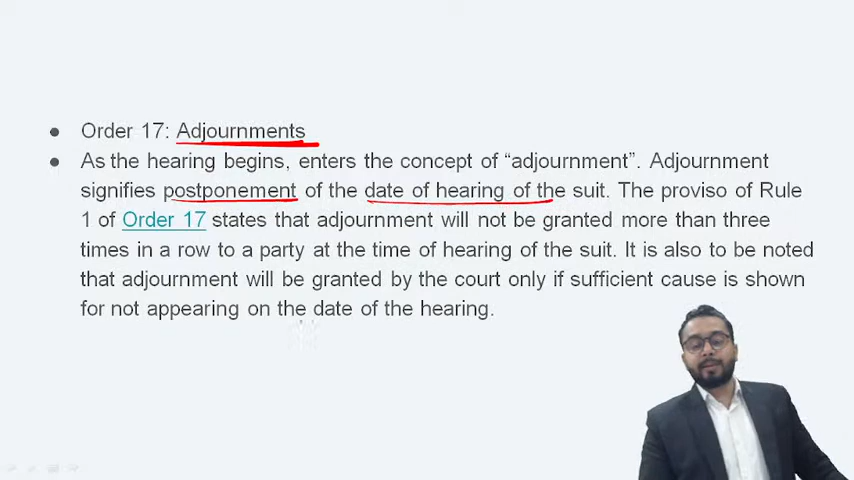 Order 17: Adjournments
As the hearing begins, enters the concept of “adjournment”. Adjournment
signifies postponement of the date of hearing of the suit. The proviso of Rule
1 of Order 17 states that adjournment will not be granted more than three
times in a row to a party at the time of hearing of the suit. It is also to be noted
that adjournment will be granted by the court only if sufficient cause is shown
for not appearing on the date of the hearing.